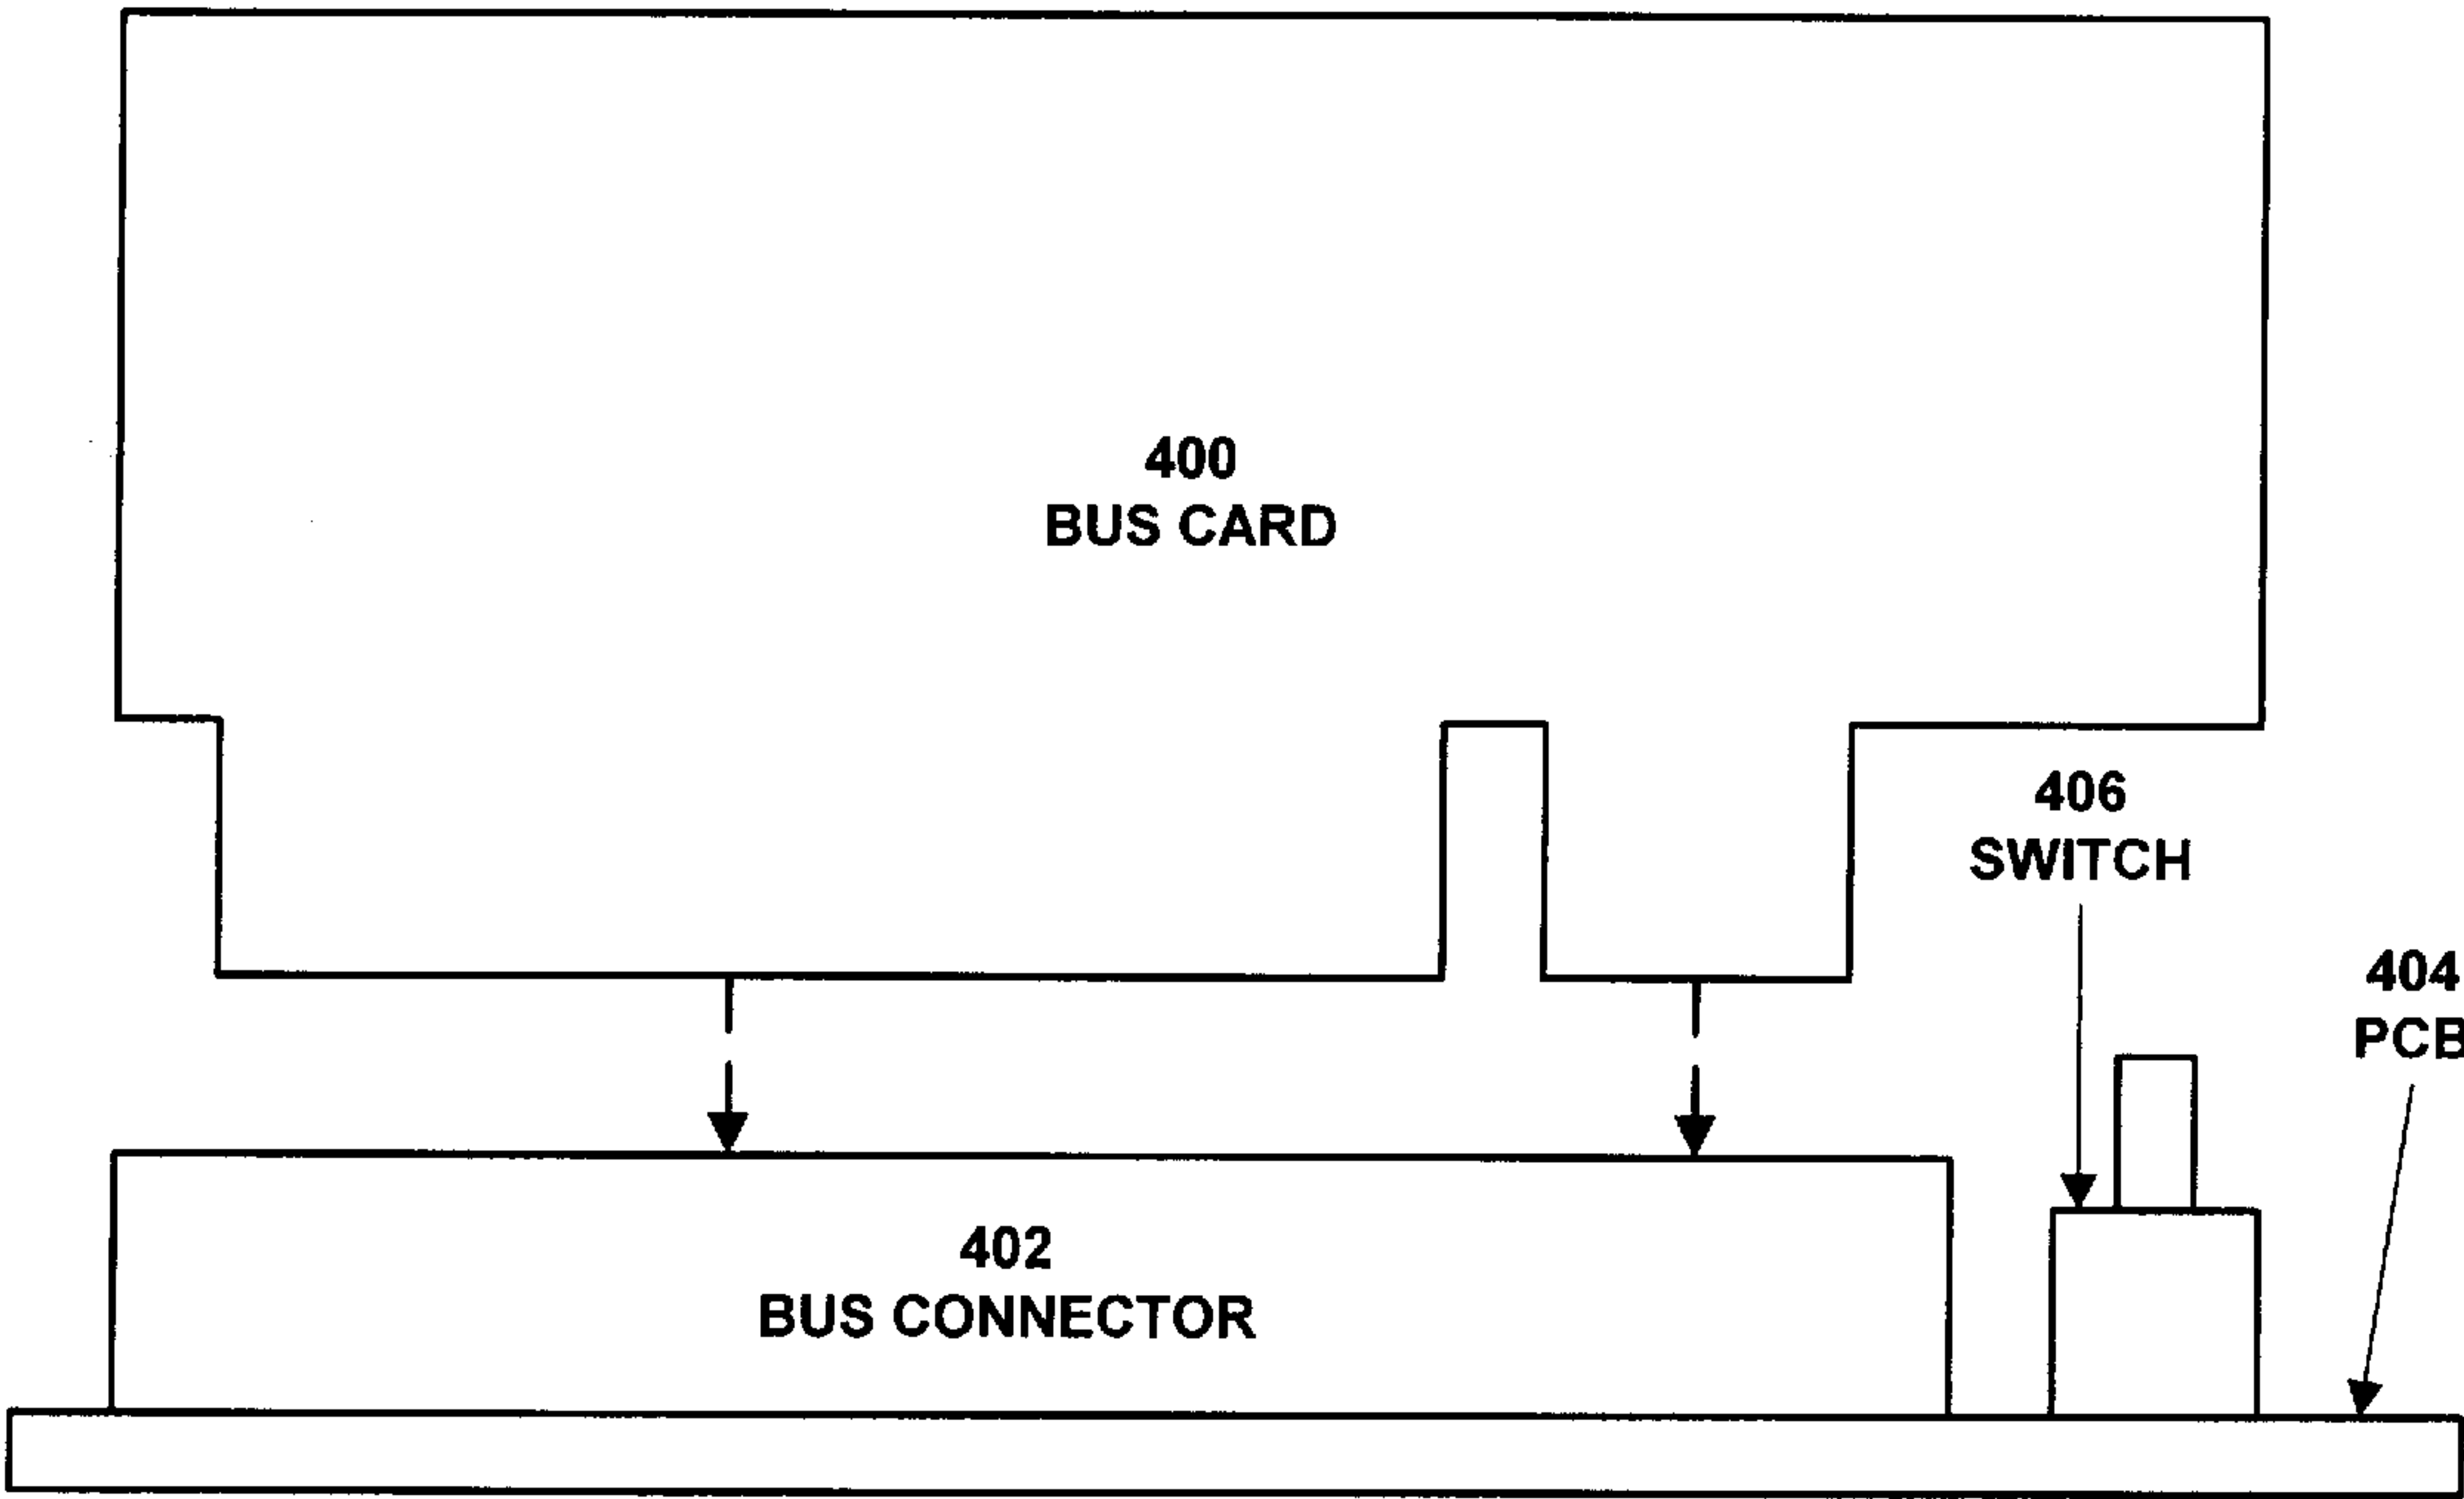 400
BUS CARD
406
SWITCH
404
PCB
402
BUS CONNECTOR